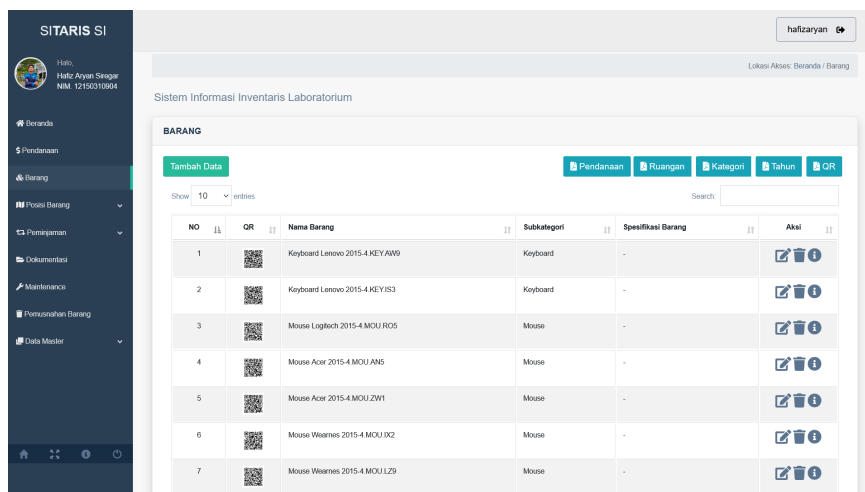 SITARIS SI
hafizaryan
Halo,
Hafiz Aryan Siregar
NIM. 12150310904
Lokasi Akses: Beranda / Barang
Sistem Informasi Inventaris Laboratorium
Beranda
Pendanaan
Barang
Posisi Barang
Peminjaman
Dokumentasi
Maintenance
Pemusnahan Barang
Data Master
BARANG
Tambah Data
Pendanaan Ruangan Kategori Tahun QR
Show 10 entries
Search:
NO QR Nama Barang Subkategori Spesifikasi Barang Aksi
1 Keyboard Lenovo 2015-4.KEY.AW9 Keyboard -
2 Keyboard Lenovo 2015-4.KEY.IS3 Keyboard -
3 Mouse Logitech 2015-4.MOU.RO5 Mouse -
4 Mouse Acer 2015-4.MOU.AN5 Mouse -
5 Mouse Acer 2015-4.MOU.ZW1 Mouse -
6 Mouse Wearnes 2015-4.MOU.IX2 Mouse -
7 Mouse Wearnes 2015-4.MOU.LZ9 Mouse -